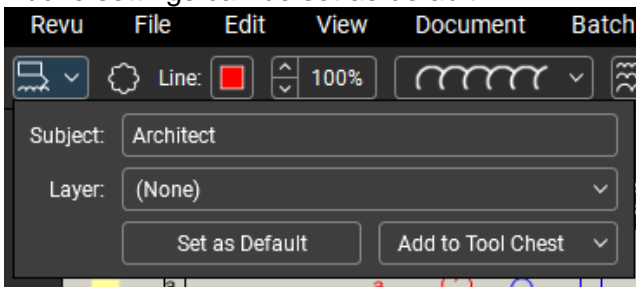 Revu File Edit View Document Batch
Line: 100%
Subject: Architect
Layer: (None)
Set as Default Add to Tool Chest